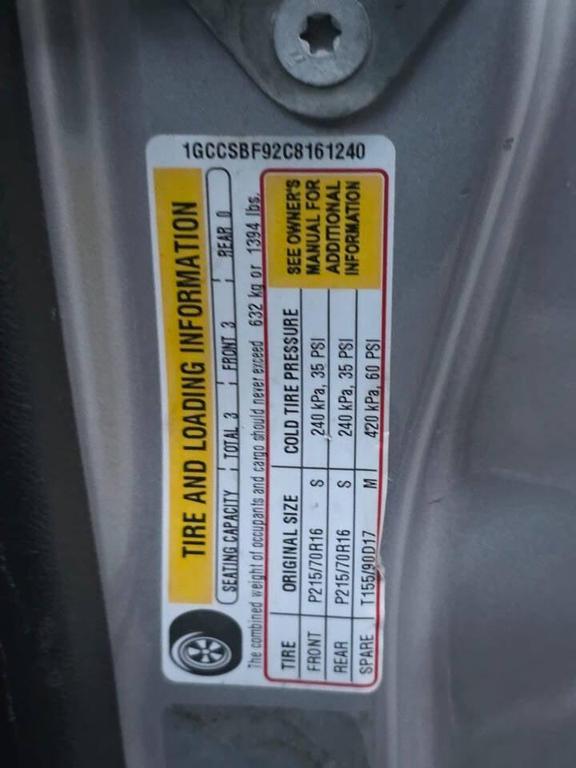 1GCCSBF92C8161240
TIRE AND LOADING INFORMATION
SEATING CAPACITY TOTAL 3 FRONT 3 REAR 0
The combined weight of occupants and cargo should never exceed 632 kg or 1394 lbs.
TIRE ORIGINAL SIZE COLD TIRE PRESSURE
FRONT P215/70R16 S 240 kPa, 35 PSI
REAR P215/70R16 S 240 kPa, 35 PSI
SPARE T155/90D17 M 420 kPa, 60 PSI
SEE OWNER'S
MANUAL FOR
ADDITIONAL
INFORMATION